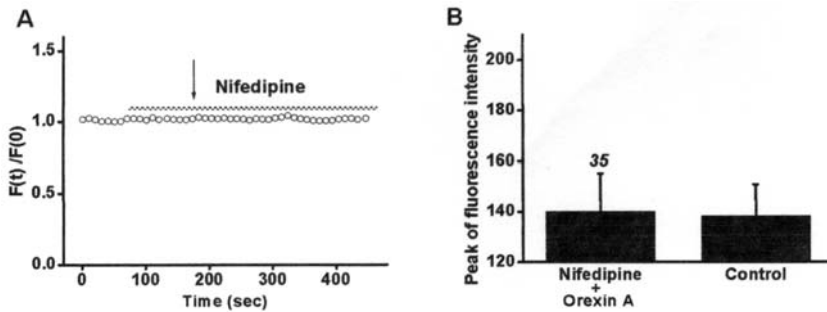 A
1.5
1.0
0.5
0.0
F(t) /F(0)
Nifedipine
0
100
200
300
400
Time (sec)
B
200
180
160
140
120
Peak of fluorescence intensity
35
Nifedipine
+
Orexin A
Control